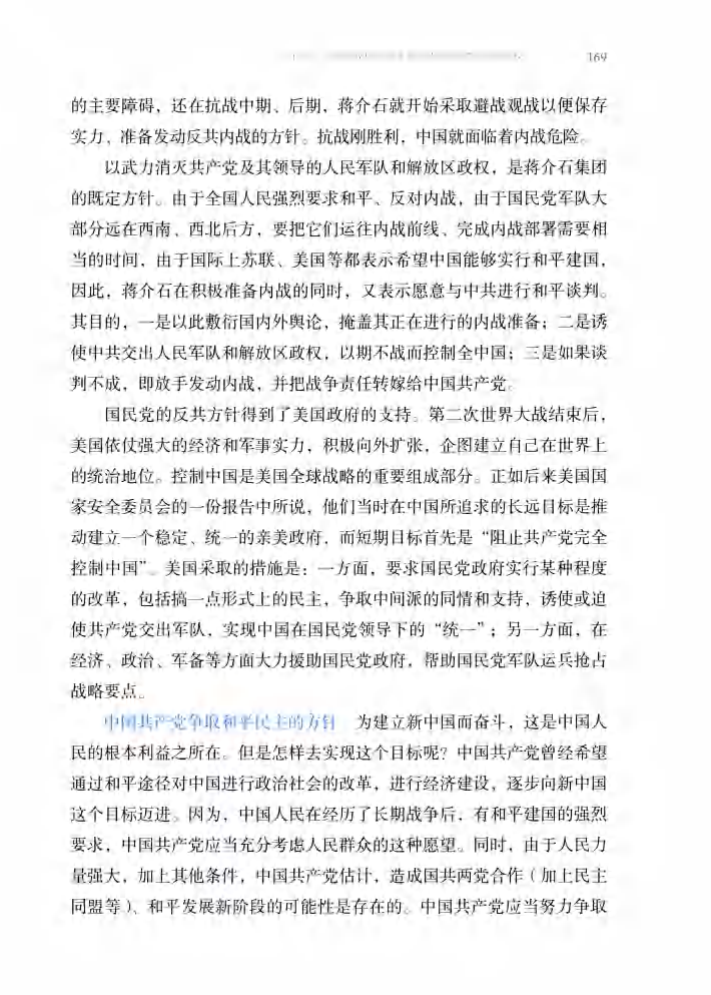 169
的主要障碍，还在抗战中期、后期，蒋介石就开始采取避战观战以便保存
实力、准备发动反共内战的方针。抗战刚胜利，中国就面临着内战危险。
以武力消灭共产党及其领导的人民军队和解放区政权，是蒋介石集团
的既定方针。由于全国人民强烈要求和平、反对内战，由于国民党军队大
部分远在西南、西北后方，要把它们运往内战前线、完成内战部署需要相
当的时间，由于国际上苏联、美国等都表示希望中国能够实行和平建国，
因此，蒋介石在积极准备内战的同时，又表示愿意与中共进行和平谈判。
其目的，一是以此敷衍国内外舆论，掩盖其正在进行的内战准备；二是诱
使中共交出人民军队和解放区政权，以期不战而控制全中国；三是如果谈
判不成，即放手发动内战，并把战争责任转嫁给中国共产党。
国民党的反共方针得到了美国政府的支持。第二次世界大战结束后，
美国依仗强大的经济和军事实力，积极向外扩张，企图建立自己在世界上
的统治地位。控制中国是美国全球战略的重要组成部分。正如后来美国国
家安全委员会的一份报告中所说，他们当时在中国所追求的长远目标是推
动建立一个稳定、统一的亲美政府，而短期目标首先是“阻止共产党完全
控制中国”。美国采取的措施是：一方面，要求国民党政府实行某种程度
的改革，包括搞一点形式上的民主，争取中间派的同情和支持，诱使或迫
使共产党交出军队，实现中国在国民党领导下的“统一”；另一方面，在
经济、政治、军备等方面大力援助国民党政府，帮助国民党军队运兵抢占
战略要点。
中国共产党争取和平民主的方针　为建立新中国而奋斗，这是中国人
民的根本利益之所在。但是怎样去实现这个目标呢？中国共产党曾经希望
通过和平途径对中国进行政治社会的改革，进行经济建设，逐步向新中国
这个目标迈进。因为，中国人民在经历了长期战争后，有和平建国的强烈
要求，中国共产党应当充分考虑人民群众的这种愿望。同时，由于人民力
量强大，加上其他条件，中国共产党估计，造成国共两党合作（加上民主
同盟等）、和平发展新阶段的可能性是存在的。中国共产党应当努力争取